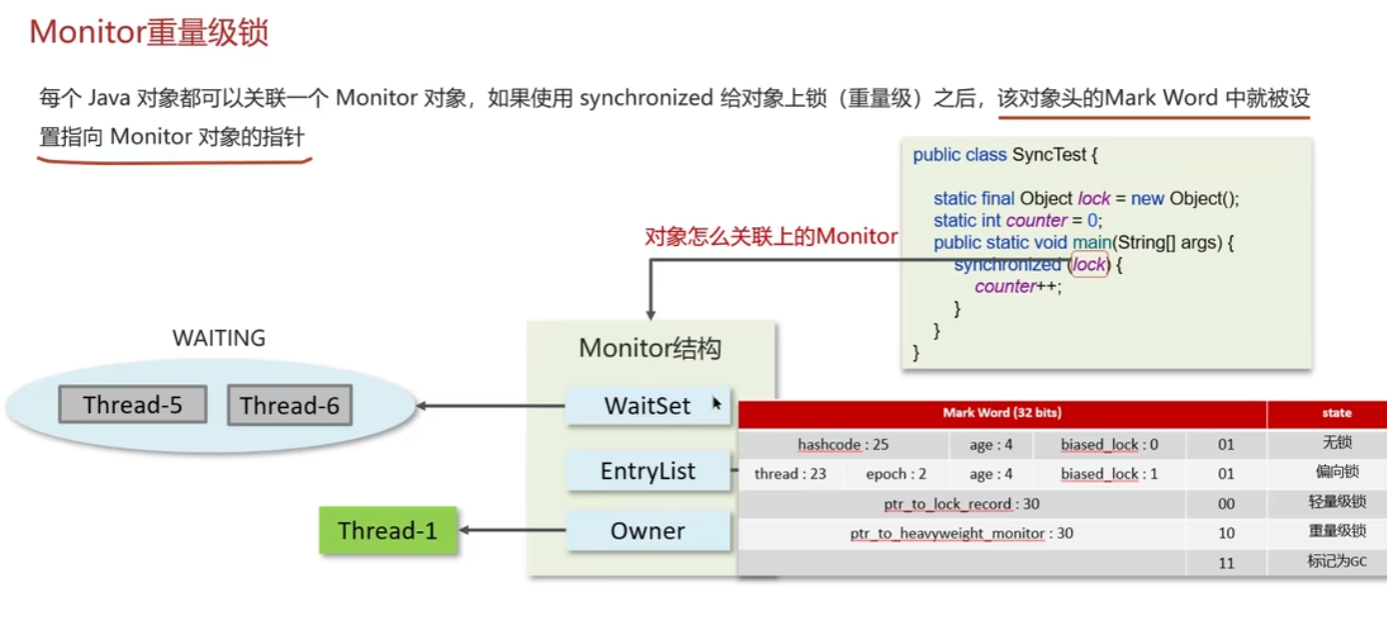 Monitor重量级锁
每个 Java 对象都可以关联一个 Monitor 对象，如果使用 synchronized 给对象上锁（重量级）之后，该对象头的Mark Word 中就被设
置指向 Monitor 对象的指针
public class SyncTest {
static final Object lock = new Object();
static int counter = 0;
public static void main(String[] args) {
synchronized (lock) {
counter++;
}
}
}
对象怎么关联上的Monitor
WAITING
Thread-5 Thread-6
Monitor结构
WaitSet
EntryList
Owner
Thread-1
Mark Word (32 bits) state
hashcode : 25 age : 4 biased_lock : 0 01 无锁
thread : 23 epoch : 2 age : 4 biased_lock : 1 01 偏向锁
ptr_to_lock_record : 30 00 轻量级锁
ptr_to_heavyweight_monitor : 30 10 重量级锁
11 标记为GC